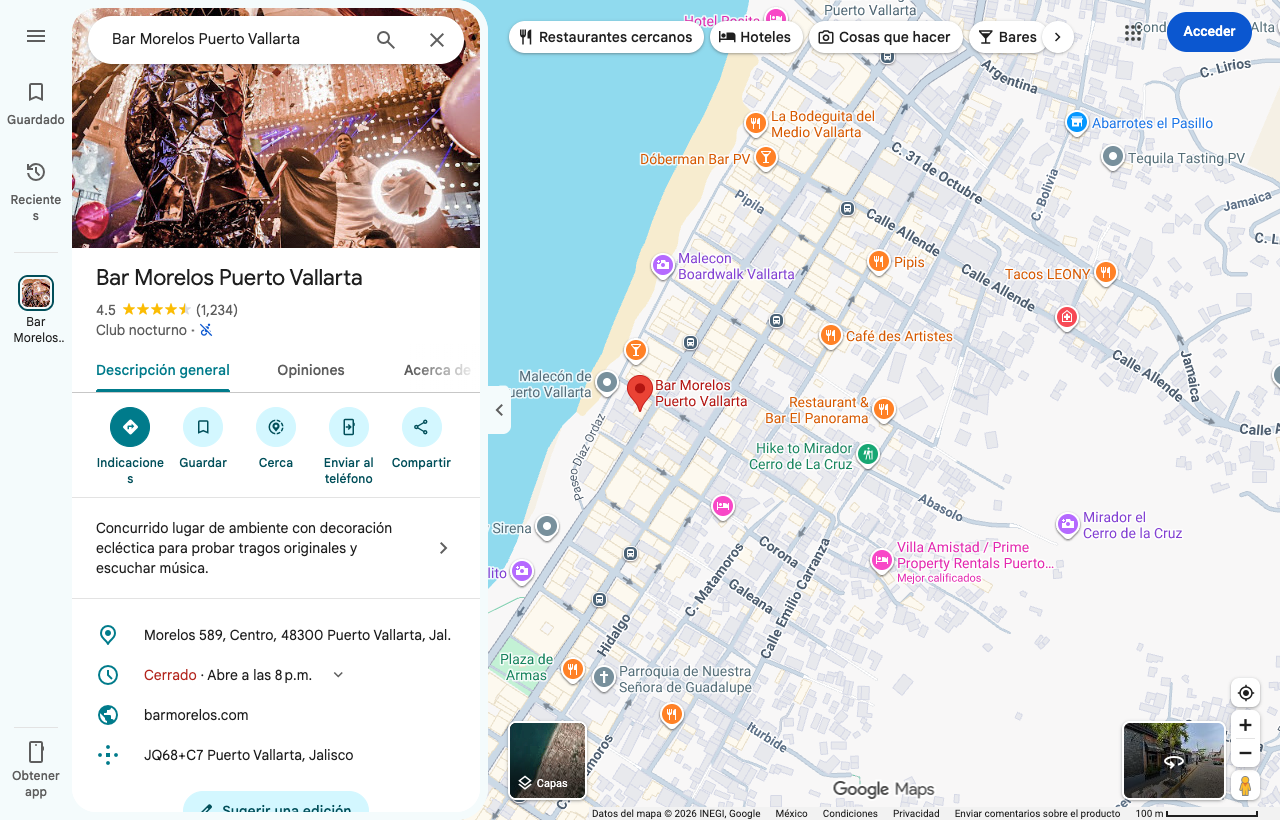 Bar Morelos Puerto Vallarta
Guardado
Reciente
s
Bar
Morelos..
Obtener
app
Bar Morelos Puerto Vallarta
4.5 (1,234)
Club nocturno ·
Descripción general
Opiniones
Acerca de
Indicacione
s
Guardar
Cerca
Enviar al
teléfono
Compartir
Concurrido lugar de ambiente con decoración
ecléctica para probar tragos originales y
escuchar música.
Morelos 589, Centro, 48300 Puerto Vallarta, Jal.
Cerrado · Abre a las 8 p.m.
barmorelos.com
JQ68+C7 Puerto Vallarta, Jalisco
Sugerir una edición
Restaurantes cercanos
Hoteles
Cosas que hacer
Bares
Acceder
Hotel Rosita
Puerto Vallarta
Argentina
C. Lirios
La Bodeguita del
Medio Vallarta
Abarrotes el Pasillo
Dóberman Bar PV
Tequila Tasting PV
C. 31 de Octubre
Pipila
C. Bolivia
Jamaica
Calle Allende
Malecon
Boardwalk Vallarta
Pipis
Calle Allende
Tacos LEONY
Café des Artistes
Calle Allende
Jamaica
Malecón de
uerto Vallarta
Bar Morelos
Puerto Vallarta
Restaurant &
Bar El Panorama
Paseo Díaz Ordaz
Hike to Mirador
Cerro de La Cruz
Abasolo
Sirena
Mirador el
Cerro de la Cruz
Corona
Villa Amistad / Prime
Property Rentals Puerto...
Mejor calificados
lito
C. Matamoros
Galeana
Calle Emilio Carranza
Hidalgo
Plaza de
Armas
Parroquia de Nuestra
Señora de Guadalupe
Iturbide
Capas
Google Maps
Datos del mapa © 2026 INEGI, Google
México
Condiciones
Privacidad
Enviar comentarios sobre el producto
100 m